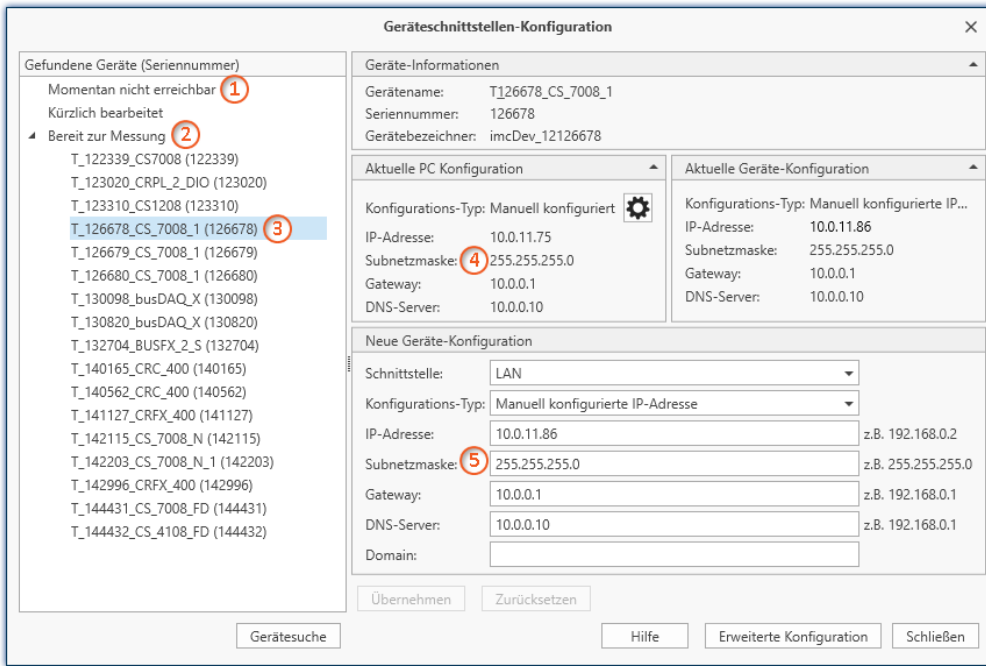 Geräteschnittstellen-Konfiguration
Gefundene Geräte (Seriennummer)
Momentan nicht erreichbar 1
Kürzlich bearbeitet
Bereit zur Messung 2
T_122339_CS7008 (122339)
T_123020_CRPL_2_DIO (123020)
T_123310_CS1208 (123310)
T_126678_CS_7008_1 (126678) 3
T_126679_CS_7008_1 (126679)
T_126680_CS_7008_1 (126680)
T_130098_busDAQ_X (130098)
T_130820_busDAQ_X (130820)
T_132704_BUSFX_2_S (132704)
T_140165_CRC_400 (140165)
T_140562_CRC_400 (140562)
T_141127_CRFX_400 (141127)
T_142115_CS_7008_N (142115)
T_142203_CS_7008_N_1 (142203)
T_142996_CRFX_400 (142996)
T_144431_CS_7008_FD (144431)
T_144432_CS_4108_FD (144432)
Gerätesuche
Geräte-Informationen
Gerätename: T126678_CS_7008_1
Seriennummer: 126678
Gerätebezeichner: imcDev_12126678
Aktuelle PC Konfiguration
Konfigurations-Typ: Manuell konfiguriert
IP-Adresse: 10.0.11.75
Subnetzmaske: 4 255.255.255.0
Gateway: 10.0.0.1
DNS-Server: 10.0.0.10
Aktuelle Geräte-Konfiguration
Konfigurations-Typ: Manuell konfigurierte IP...
IP-Adresse: 10.0.11.86
Subnetzmaske: 255.255.255.0
Gateway: 10.0.0.1
DNS-Server: 10.0.0.10
Neue Geräte-Konfiguration
Schnittstelle: LAN
Konfigurations-Typ: Manuell konfigurierte IP-Adresse
IP-Adresse: 10.0.11.86 z.B. 192.168.0.2
Subnetzmaske: 5 255.255.255.0 z.B. 255.255.255.0
Gateway: 10.0.0.1 z.B. 192.168.0.1
DNS-Server: 10.0.0.10 z.B. 192.168.0.1
Domain:
Übernehmen Zurücksetzen
Hilfe Erweiterte Konfiguration Schließen